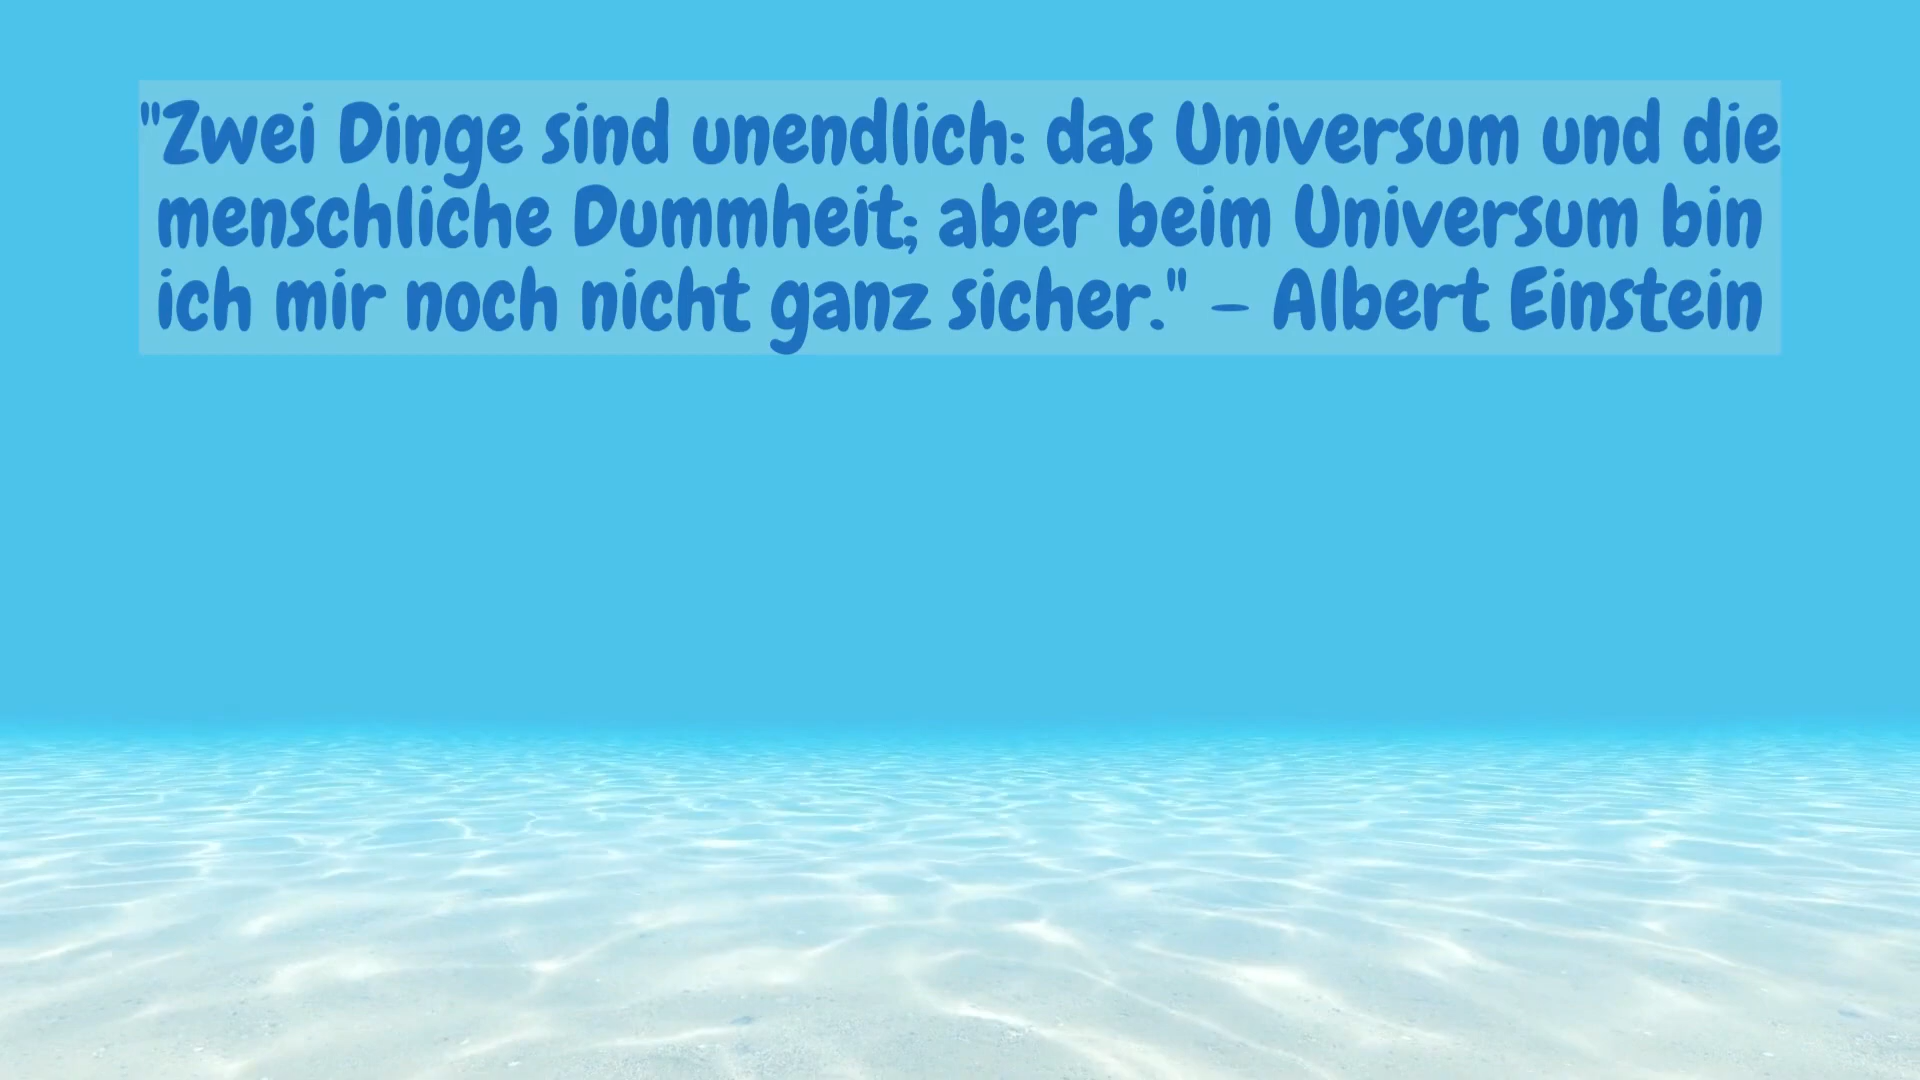 "Zwei Dinge sind unendlich: das Universum und die
menschliche Dummheit; aber beim Universum bin
ich mir noch nicht ganz sicher." – Albert Einstein